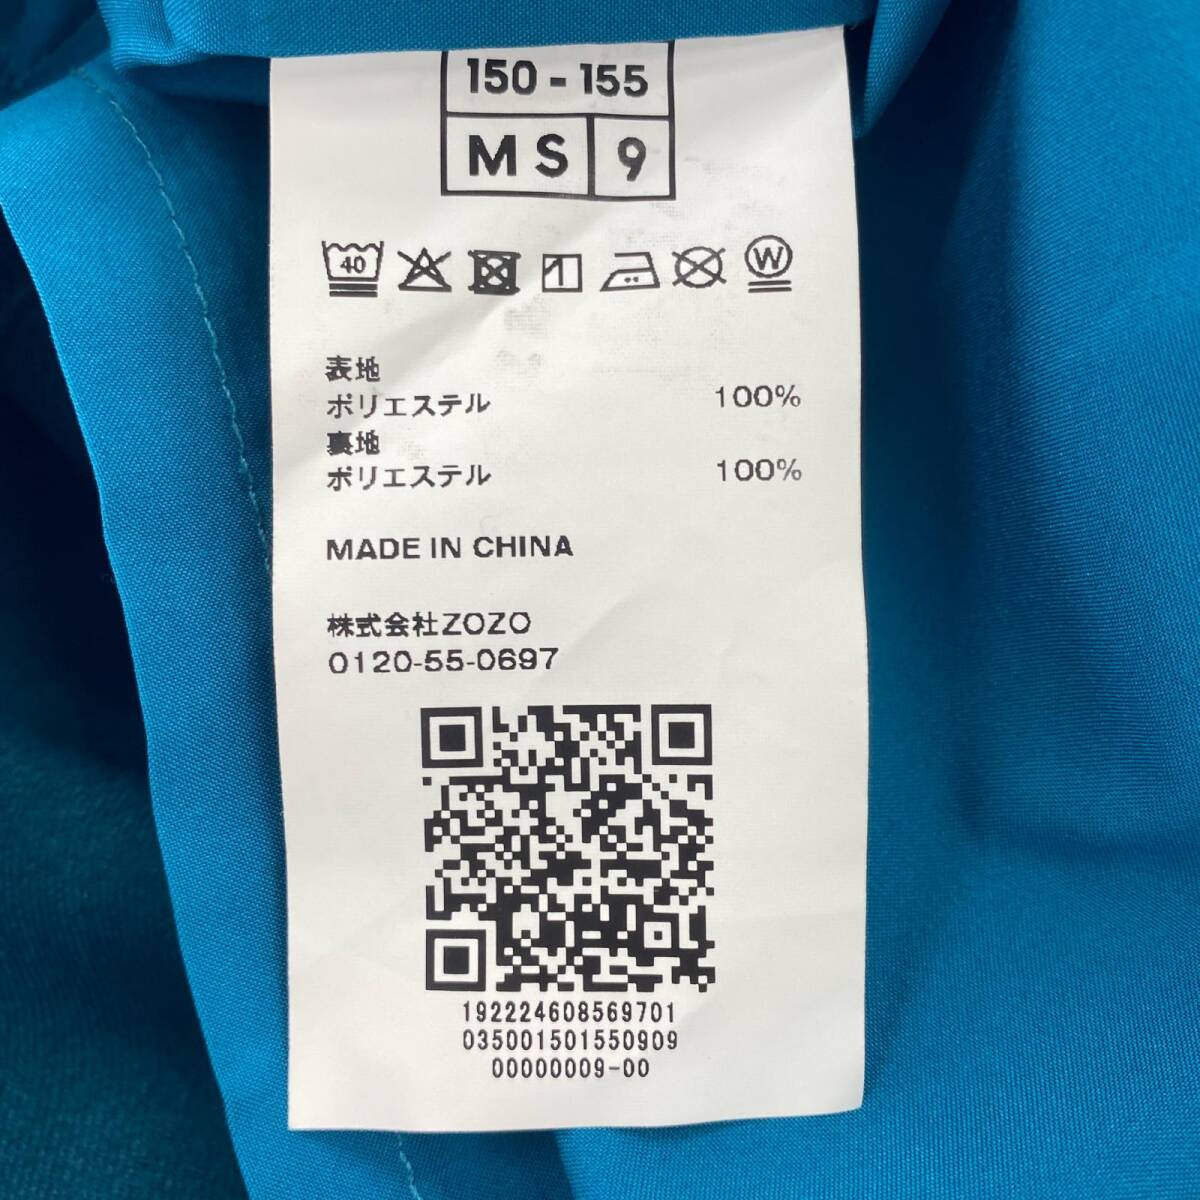 150 - 155
MS 9
40 W
表地
ポリエステル 100%
裏地
ポリエステル 100%
MADE IN CHINA
株式会社ZOZO
0120-55-0697
192224608569701
035001501550909
00000009-00